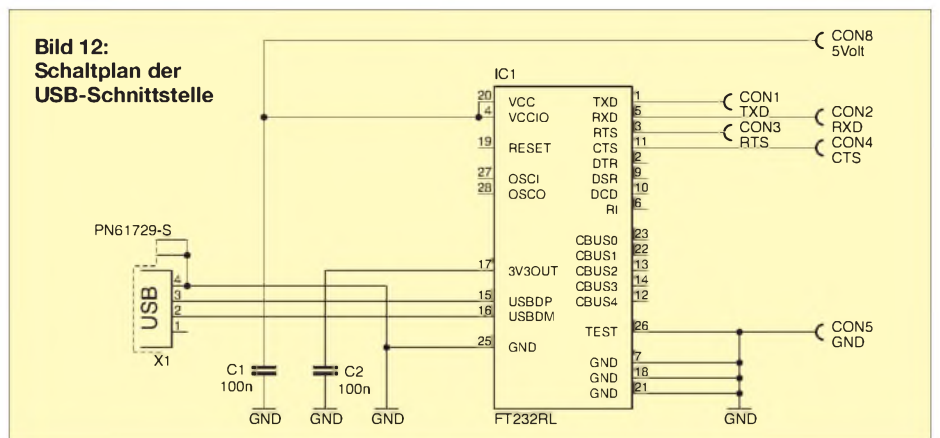 Bild 12:
Schaltplan der
USB-Schnittstelle
CON8
5Volt
IC1
20 VCC
4 VCCIO
19 RESET
27 OSCI
28 OSCO
17 3V3OUT
15 USBDP
16 USBDM
25 GND
TXD 1
RXD 5
RTS 3
CTS 11
DTR 2
DSR 9
DCD 10
RI 6
CBUS0 23
CBUS1 22
CBUS2 13
CBUS3 14
CBUS4 12
TEST 26
GND 7
GND 18
GND 21
FT232RL
CON1
TXD
CON2
RXD
CON3
RTS
CON4
CTS
CON5
GND
PN61729-S
USB
4
3
2
1
X1
C1
100n
C2
100n
GND
GND
GND
GND